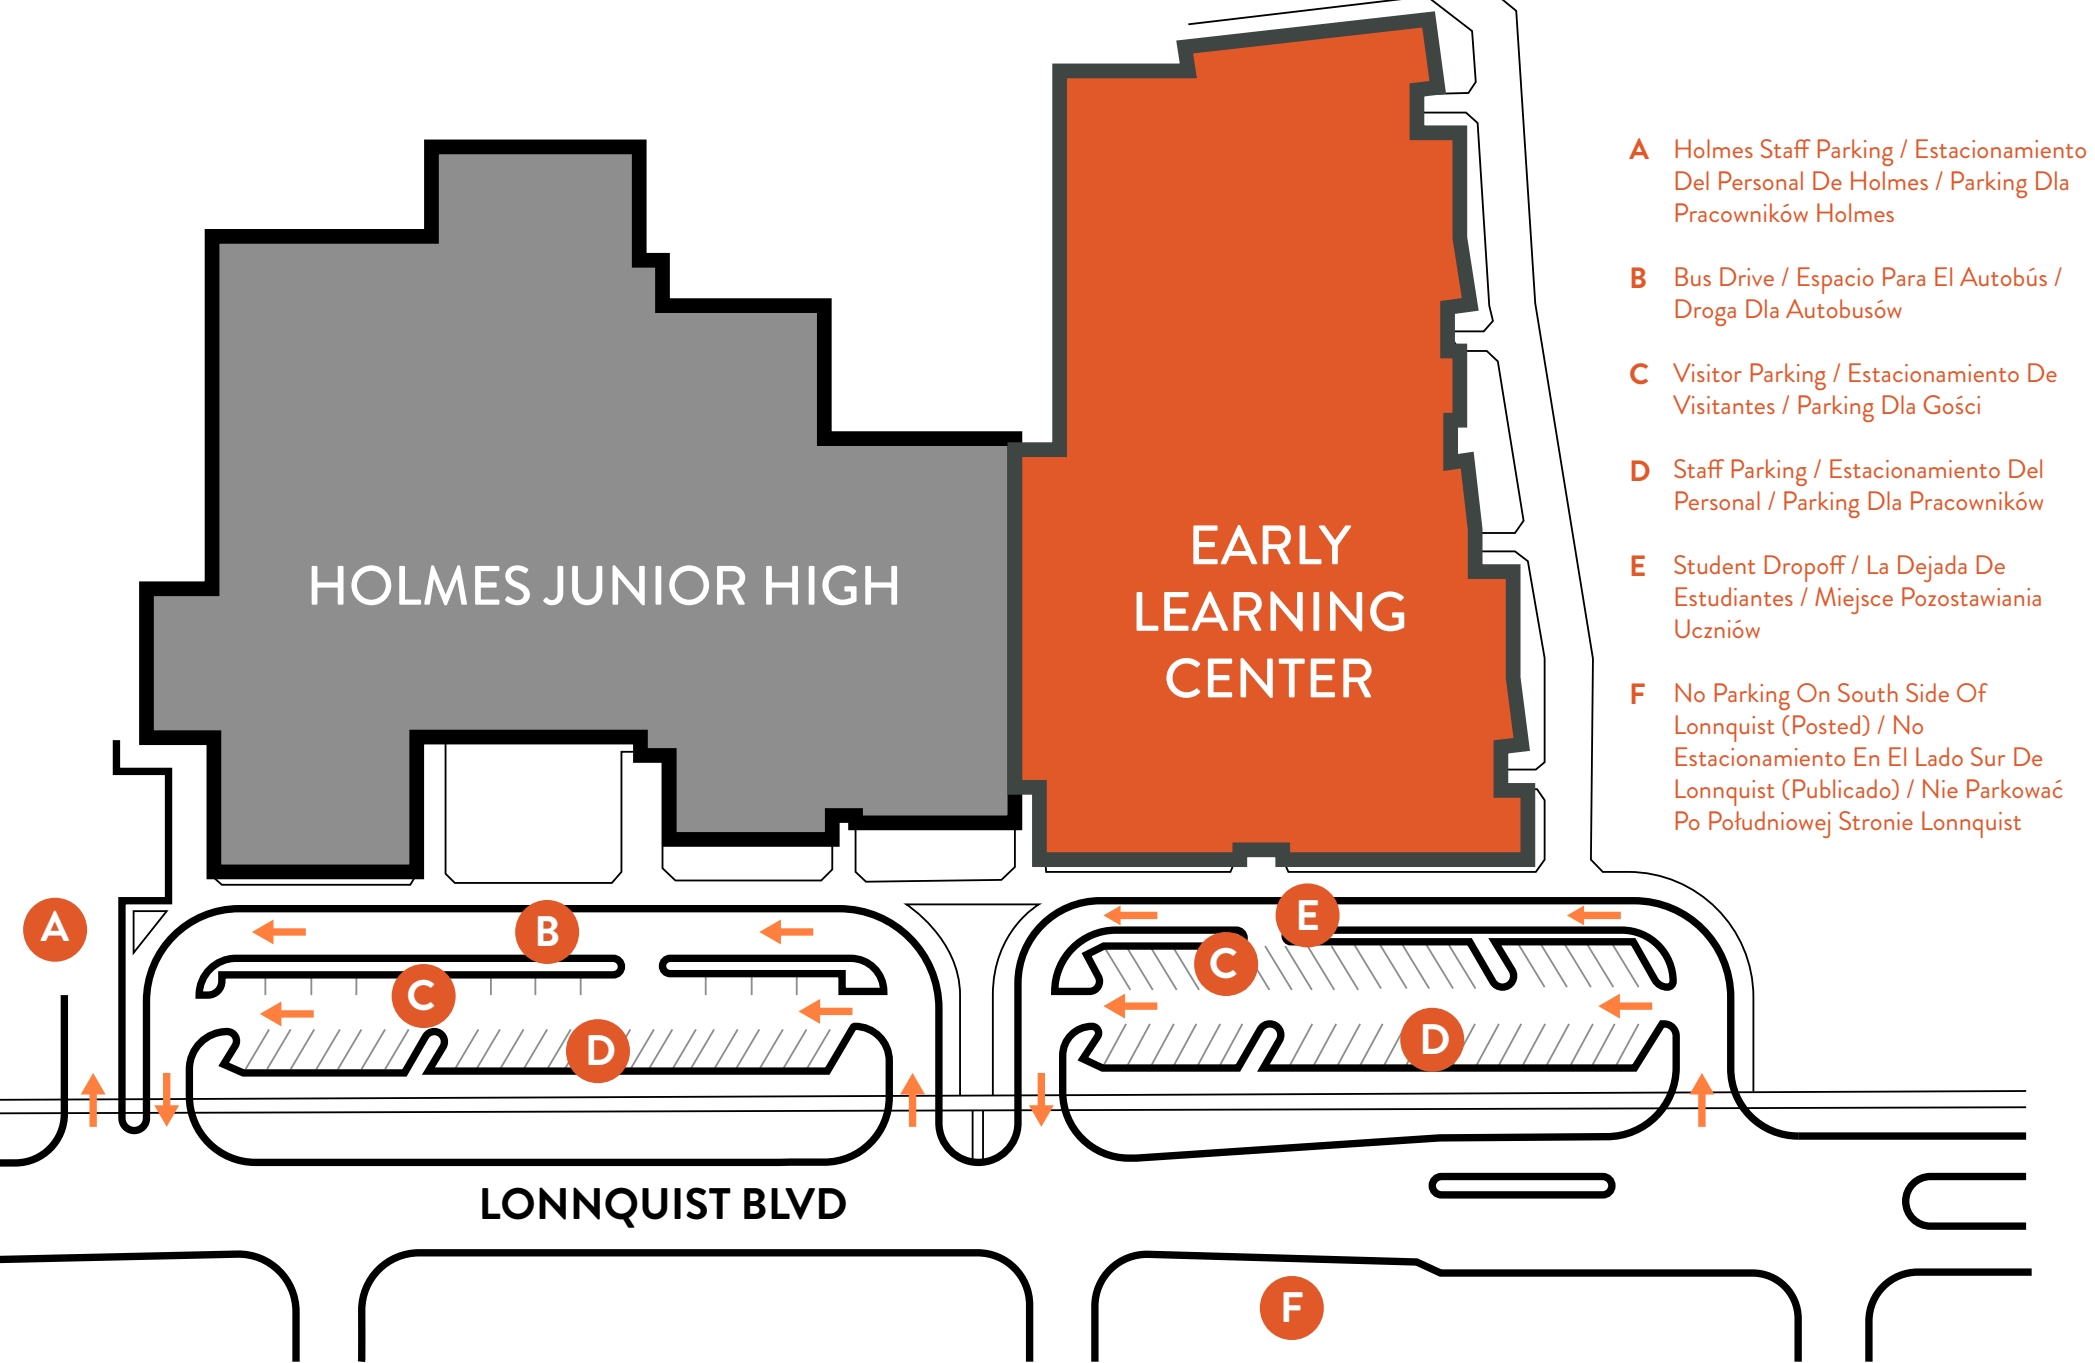 HOLMES JUNIOR HIGH
EARLY
LEARNING
CENTER
A Holmes Staff Parking / Estacionamiento
Del Personal De Holmes / Parking Dla
Pracowników Holmes
B Bus Drive / Espacio Para El Autobús /
Droga Dla Autobusów
C Visitor Parking / Estacionamiento De
Visitantes / Parking Dla Gości
D Staff Parking / Estacionamiento Del
Personal / Parking Dla Pracowników
E Student Dropoff / La Dejada De
Estudiantes / Miejsce Pozostawiania
Uczniów
F No Parking On South Side Of
Lonnquist (Posted) / No
Estacionamiento En El Lado Sur De
Lonnquist (Publicado) / Nie Parkować
Po Południowej Stronie Lonnquist
A
B
C
D
E
C
D
LONNQUIST BLVD
F